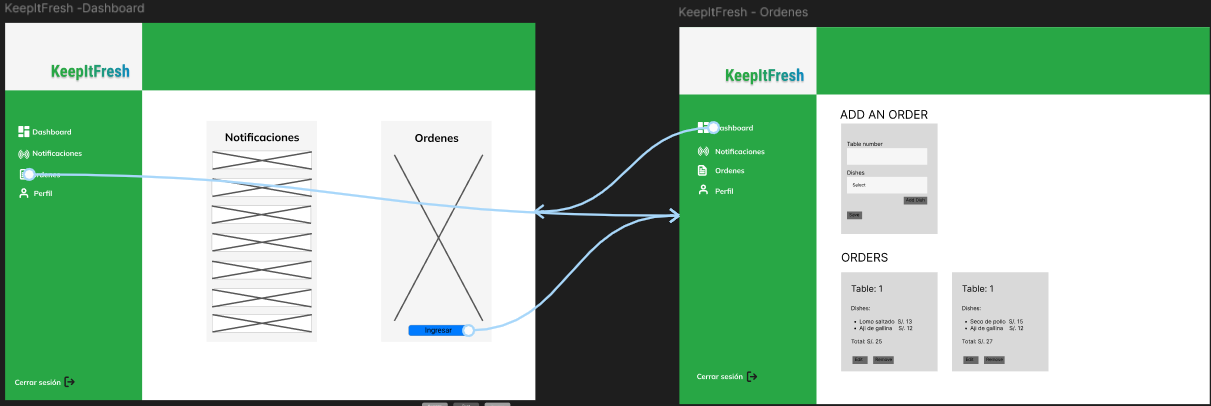 KeepItFresh -Dashboard
KeepItFresh
Dashboard
Notificaciones
Ordenes
Perfil
Cerrar sesión
Notificaciones
Ordenes
Ingresar
KeepItFresh - Ordenes
KeepItFresh
Dashboard
Notificaciones
Ordenes
Perfil
Cerrar sesión
ADD AN ORDER
Table number
Dishes
Select
Add Dish
Save
ORDERS
Table: 1
Dishes:
• Lomo saltado S/. 13
• Aji de gallina S/. 12
Total: S/. 25
Edit Remove
Table: 1
Dishes:
• Seco de pollo S/. 15
• Aji de gallina S/. 12
Total: S/. 27
Edit Remove